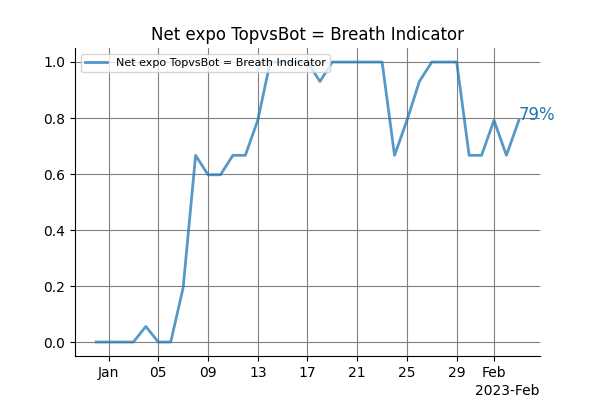 Net expo TopvsBot = Breath Indicator
Net expo TopvsBot = Breath Indicator
1.0
0.8
0.6
0.4
0.2
0.0
79%
Jan 05 09 13 17 21 25 29 Feb
2023-Feb